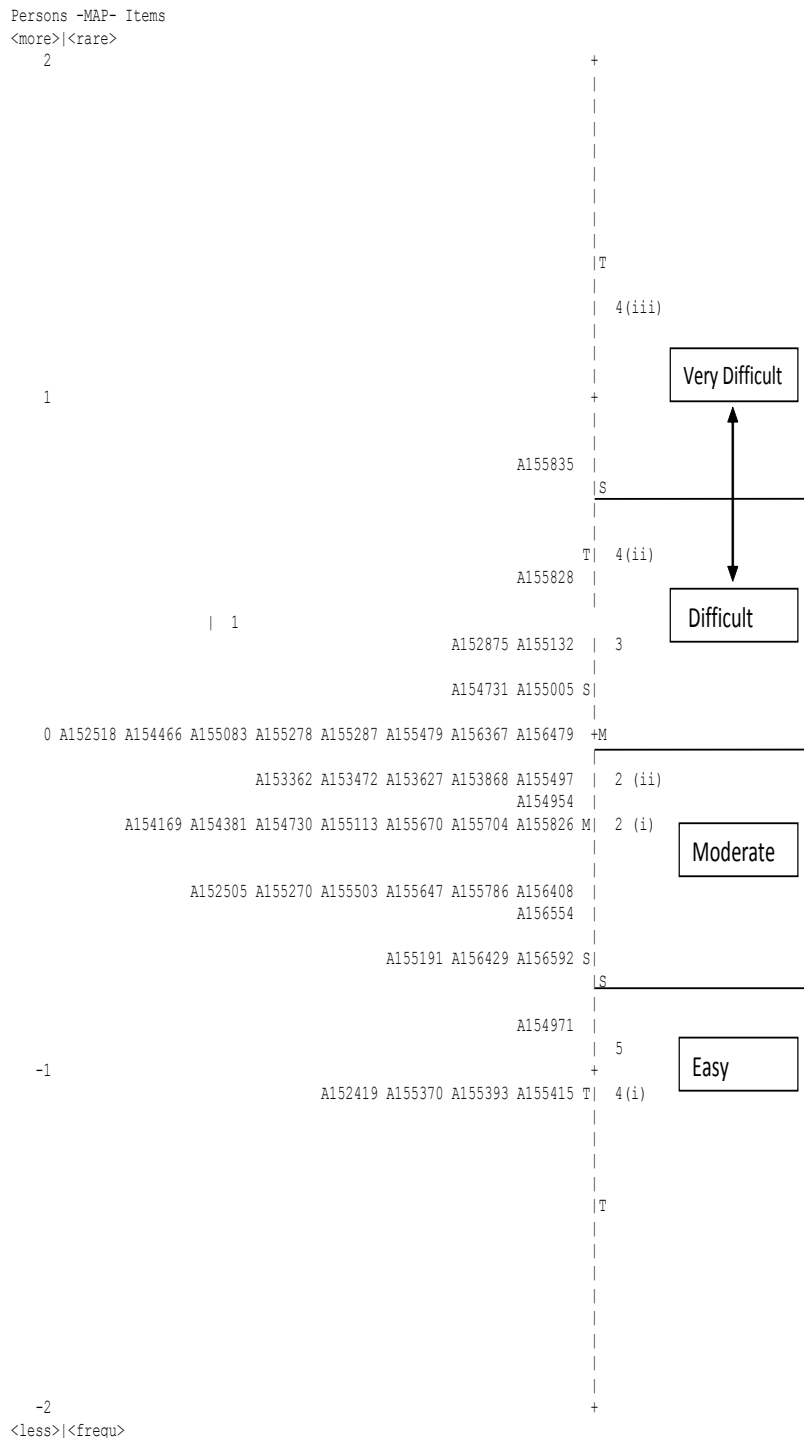 Persons -MAP- Items
<more>|<rare>
2 +
|
|
|
|
|
|
|
|
|T
|
| 4(iii)
|
|
| Very Difficult
1 +
|
|
A155835 |
|S
|
|
T| 4(ii)
A155828 |
|
| 1 Difficult
A152875 A155132 | 3
|
A154731 A155005 S|
|
0 A152518 A154466 A155083 A155278 A155287 A155479 A156367 A156479 +M
|
A153362 A153472 A153627 A153868 A155497 | 2 (ii)
A154954 |
A154169 A154381 A154730 A155113 A155670 A155704 A155826 M| 2 (i)
| Moderate
|
A152505 A155270 A155503 A155647 A155786 A156408 |
A156554 |
|
A155191 A156429 A156592 S|
|S
|
A154971 |
| 5
-1 + Easy
A152419 A155370 A155393 A155415 T| 4(i)
|
|
|
|
|T
|
|
|
|
|
|
|
|
-2 +
<less>|<frequ>